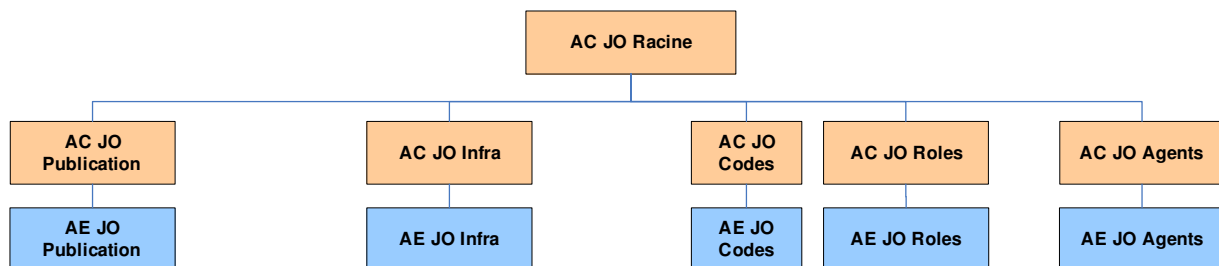 AC JO Racine
AC JO
Publication
AC JO Infra
AC JO
Codes
AC JO Roles
AC JO Agents
AE JO
Publication
AE JO Infra
AE JO
Codes
AE JO Roles
AE JO Agents